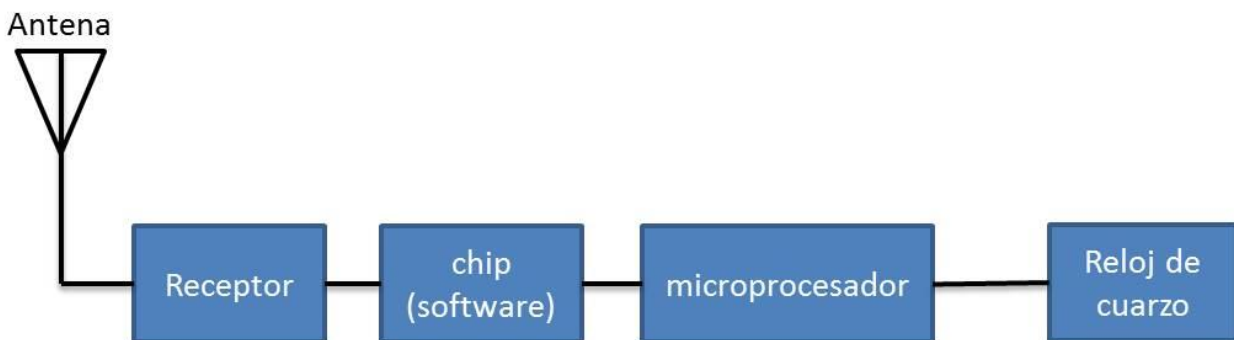 Antena
Receptor
chip
(software)
microprocesador
Reloj de
cuarzo